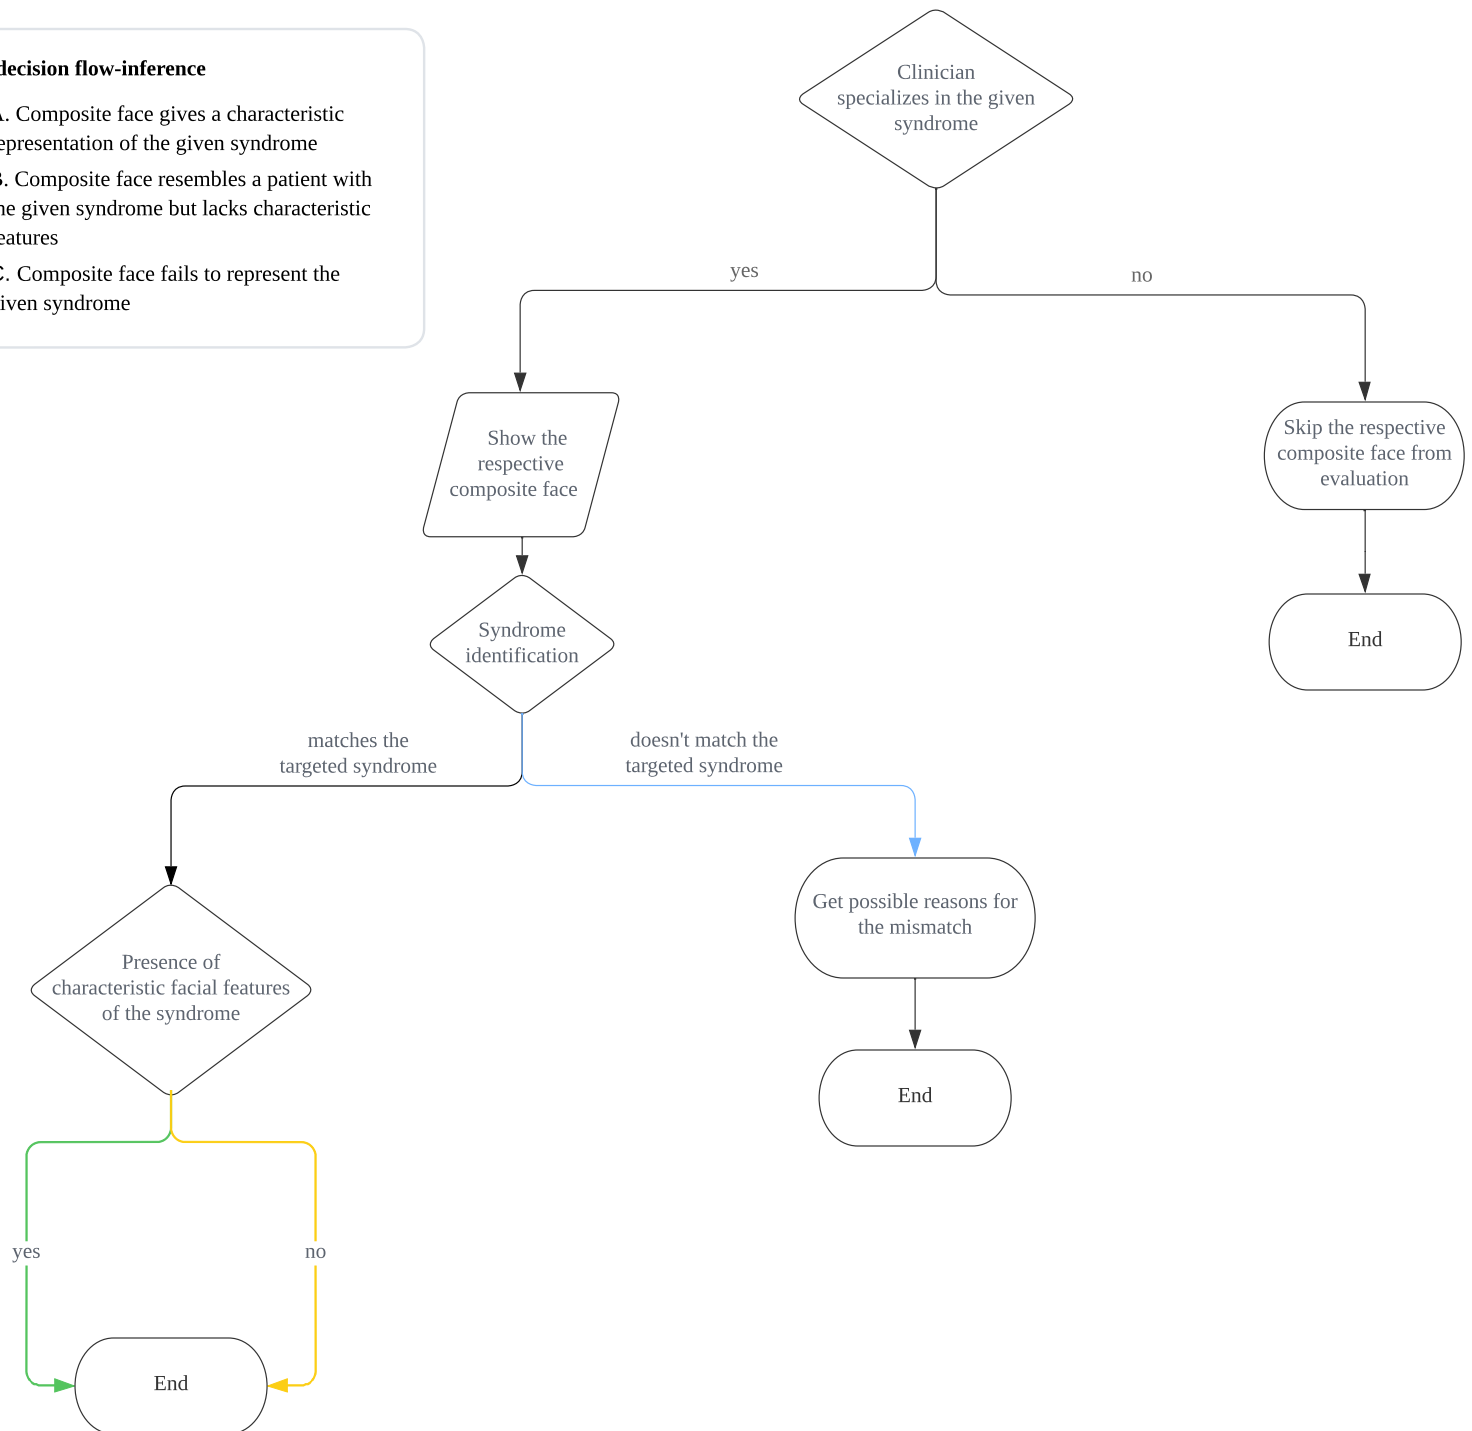 decision flow-inference
A. Composite face gives a characteristic
representation of the given syndrome
B. Composite face resembles a patient with
the given syndrome but lacks characteristic
features
C. Composite face fails to represent the
given syndrome
Clinician
specializes in the given
syndrome
yes
no
Show the
respective
composite face
Skip the respective
composite face from
evaluation
Syndrome
identification
End
matches the
targeted syndrome
doesn't match the
targeted syndrome
Get possible reasons for
the mismatch
Presence of
characteristic facial features
of the syndrome
End
yes
no
End